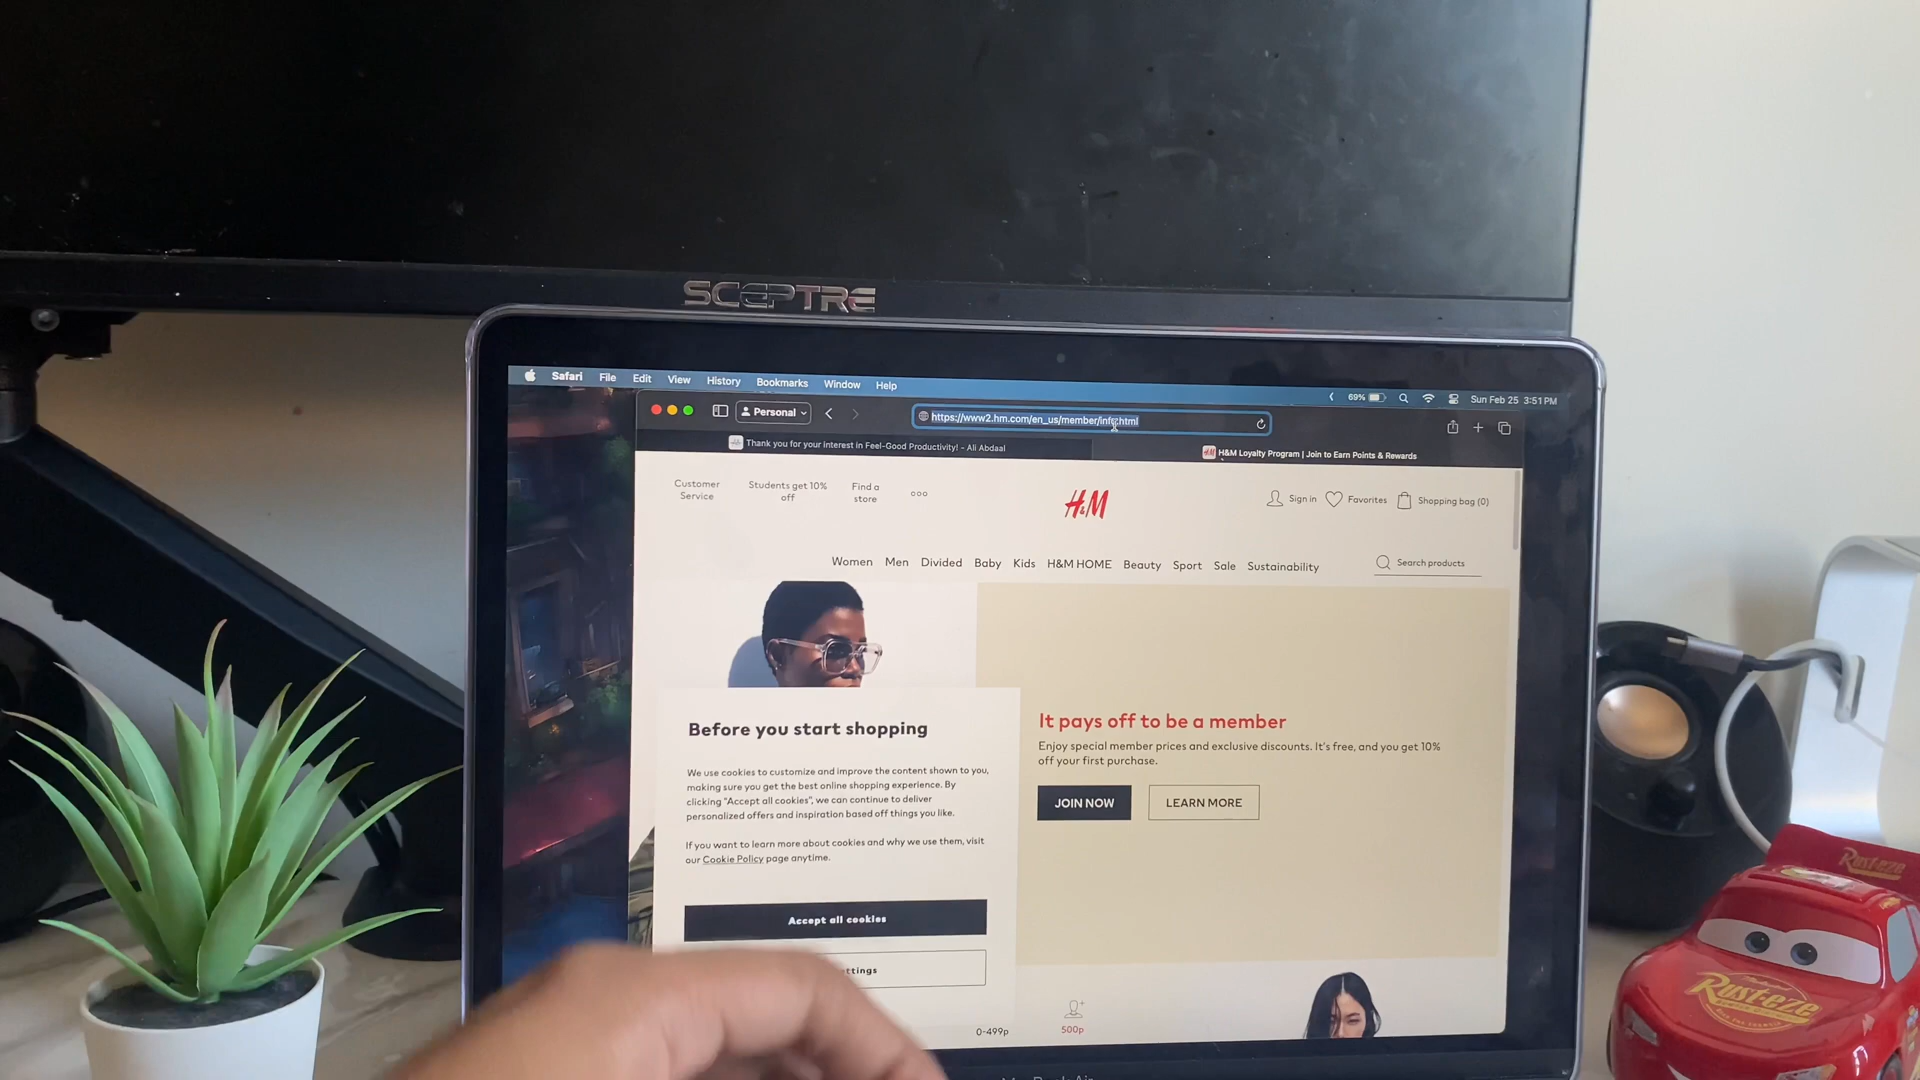 SCEPTRE
Safari File Edit View History Bookmarks Window Help
69% Sun Feb 25 3:51 PM
Personal
https://www2.hm.com/en_us/member/info.html
Thank you for your interest in Feel-Good Productivity! - Ali Abdaal
H&M Loyalty Program | Join to Earn Points & Rewards
Customer
Service
Students get 10%
off
Find a
store
H&M
Sign in Favorites Shopping bag (0)
Women Men Divided Baby Kids H&M HOME Beauty Sport Sale Sustainability
Search products
Before you start shopping
We use cookies to customize and improve the content shown to you,
making sure you get the best online shopping experience. By
clicking "Accept all cookies", we can continue to deliver
personalized offers and inspiration based off things you like.
If you want to learn more about cookies and why we use them, visit
our Cookie Policy page anytime.
Accept all cookies
It pays off to be a member
Enjoy special member prices and exclusive discounts. It's free, and you get 10%
off your first purchase.
JOIN NOW LEARN MORE
0-499p
500p
Rust-eze
Rust-eze